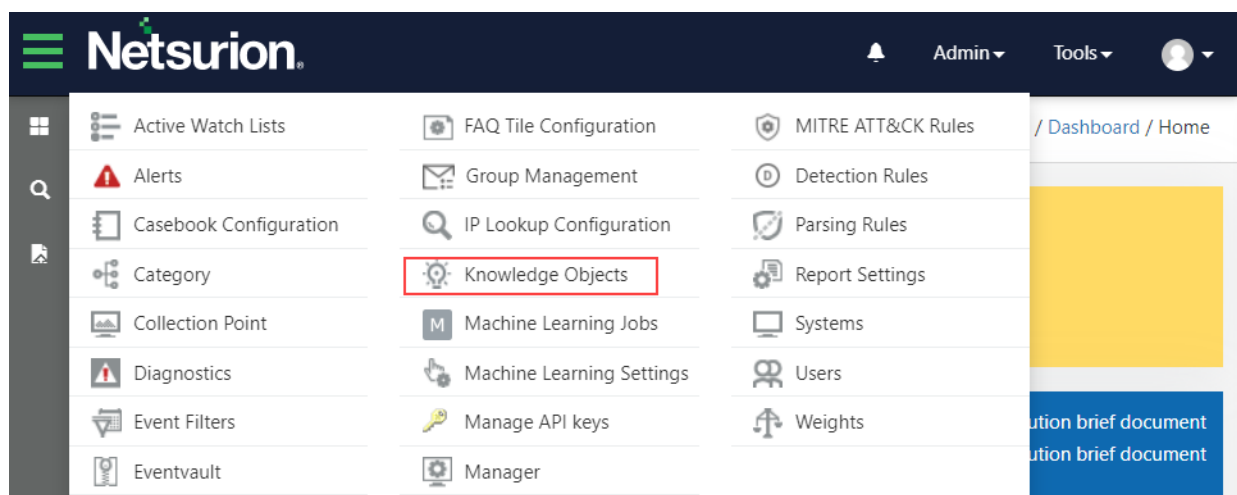 Netsurion.
Admin
Tools
Active Watch Lists
FAQ Tile Configuration
MITRE ATT&CK Rules
/ Dashboard / Home
Alerts
Group Management
D
Detection Rules
Casebook Configuration
IP Lookup Configuration
Parsing Rules
Category
Knowledge Objects
Report Settings
Collection Point
M
Machine Learning Jobs
Systems
Diagnostics
Machine Learning Settings
Users
Event Filters
Manage API keys
Weights
ution brief document
ution brief document
Eventvault
Manager